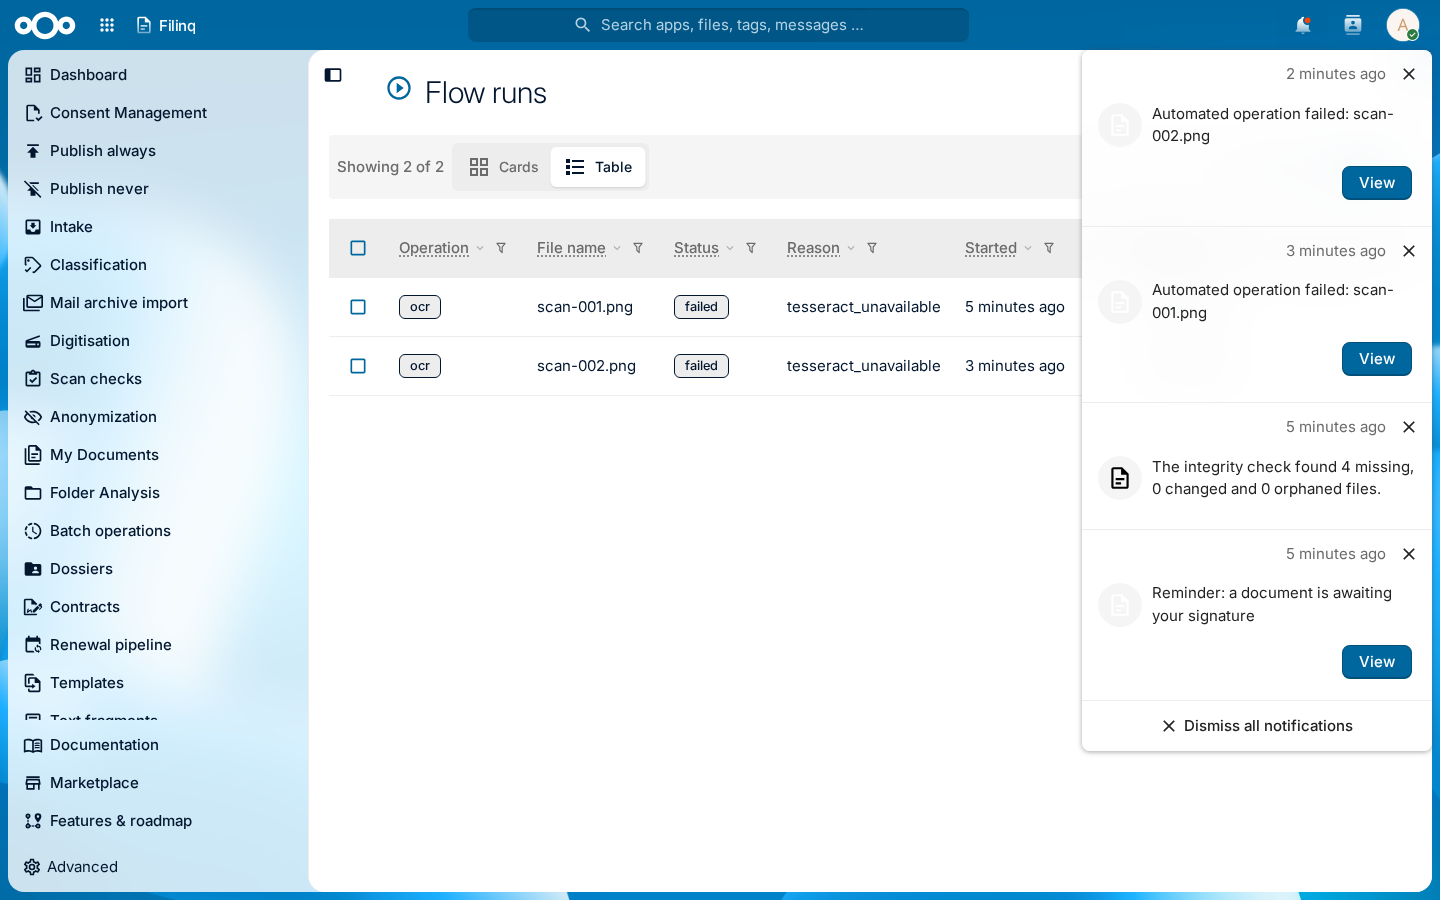 Filinq
Search apps, files, tags, messages ...
A
Dashboard
Consent Management
Publish always
Publish never
Intake
Classification
Mail archive import
Digitisation
Scan checks
Anonymization
My Documents
Folder Analysis
Batch operations
Dossiers
Contracts
Renewal pipeline
Templates
Text fragments
Documentation
Marketplace
Features & roadmap
Advanced
Flow runs
Showing 2 of 2
Cards
Table
Operation File name Status Reason Started
ocr scan-001.png failed tesseract_unavailable 5 minutes ago
ocr scan-002.png failed tesseract_unavailable 3 minutes ago
2 minutes ago
Automated operation failed: scan-
002.png
View
3 minutes ago
Automated operation failed: scan-
001.png
View
5 minutes ago
The integrity check found 4 missing,
0 changed and 0 orphaned files.
5 minutes ago
Reminder: a document is awaiting
your signature
View
Dismiss all notifications